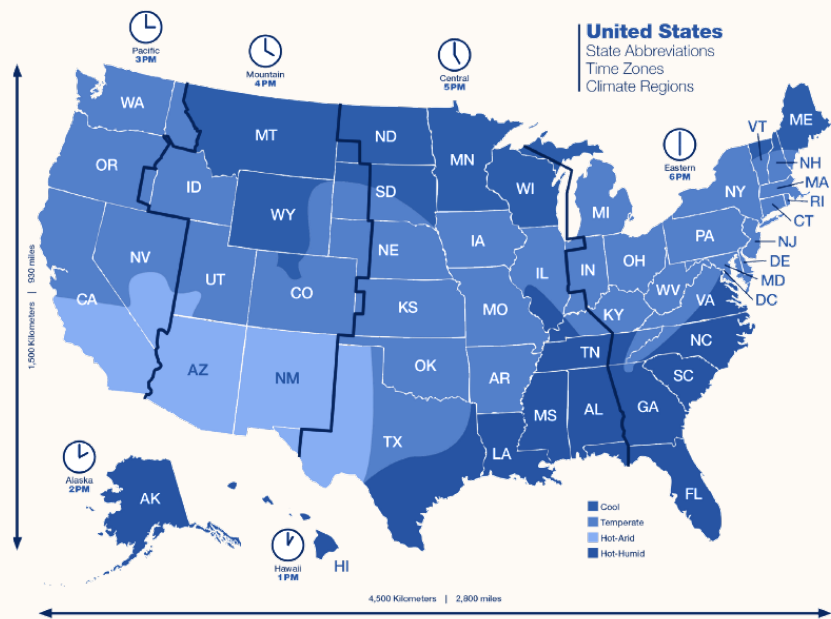 United States
State Abbreviations
Time Zones
Climate Regions
Pacific
3PM
Mountain
4PM
Central
5PM
Eastern
6PM
WA
MT
ND
MN
ME
VT
OR
ID
WY
SD
WI
MI
NY
NH
MA
RI
CT
NV
UT
CO
NE
IA
IL
IN
OH
PA
NJ
DE
MD
DC
CA
KS
MO
KY
WV
VA
AZ
NM
OK
AR
TN
NC
SC
TX
LA
MS
AL
GA
FL
1,500 Kilometers | 930 miles
Alaska
2PM
AK
Hawaii
1PM
HI
Cool
Temperate
Hot-Arid
Hot-Humid
4,500 Kilometers | 2,800 miles